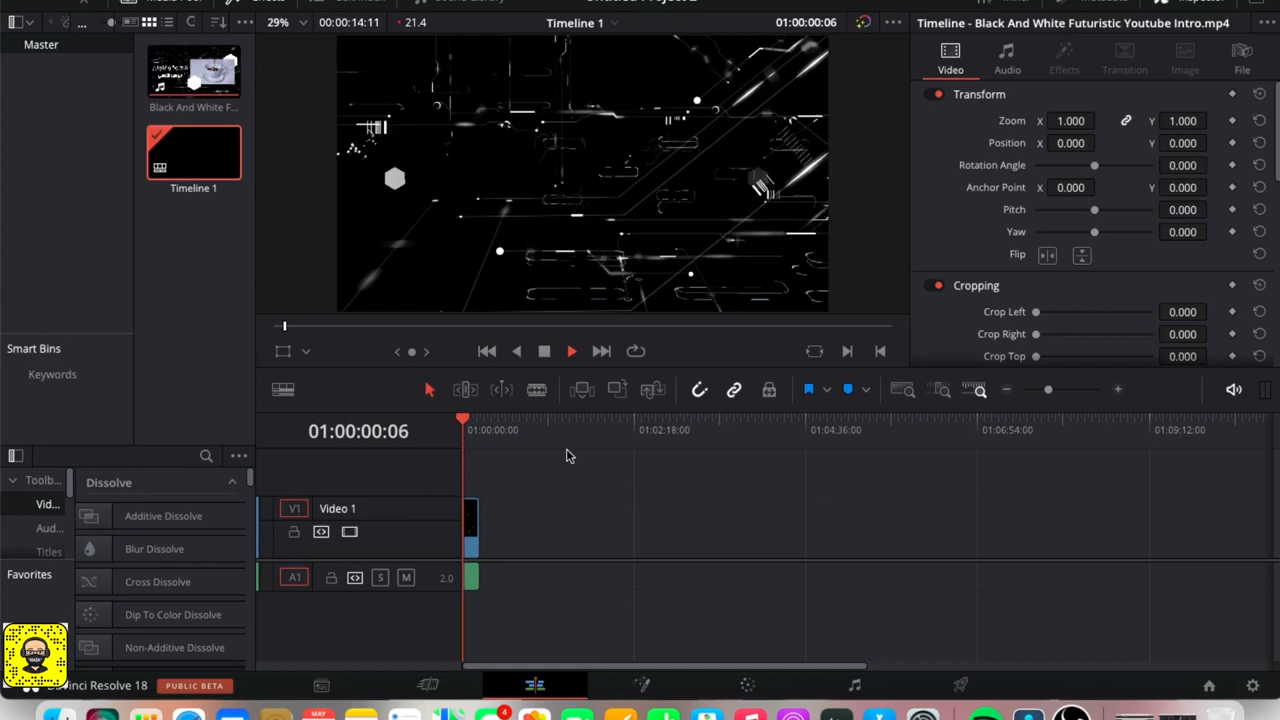 29%
00:00:14:11
21.4
Timeline 1
01:00:00:06
Timeline - Black And White Futuristic Youtube Intro.mp4
Master
Black And White F...
Timeline 1
Video
Audio
Effects
Transition
Image
File
Transform
Zoom X 1.000 Y 1.000
Position X 0.000 Y 0.000
Rotation Angle 0.000
Anchor Point X 0.000 Y 0.000
Pitch 0.000
Yaw 0.000
Flip
Cropping
Crop Left 0.000
Crop Right 0.000
Crop Top 0.000
Smart Bins
Keywords
01:00:00:06
01:00:00:00
01:02:18:00
01:04:36:00
01:06:54:00
01:09:12:00
Toolb...
Vid...
Aud...
Titles
Favorites
Dissolve
Additive Dissolve
Blur Dissolve
Cross Dissolve
Dip To Color Dissolve
Non-Additive Dissolve
V1 Video 1
A1 S M 2.0
DaVinci Resolve 18 PUBLIC BETA
MAY
4